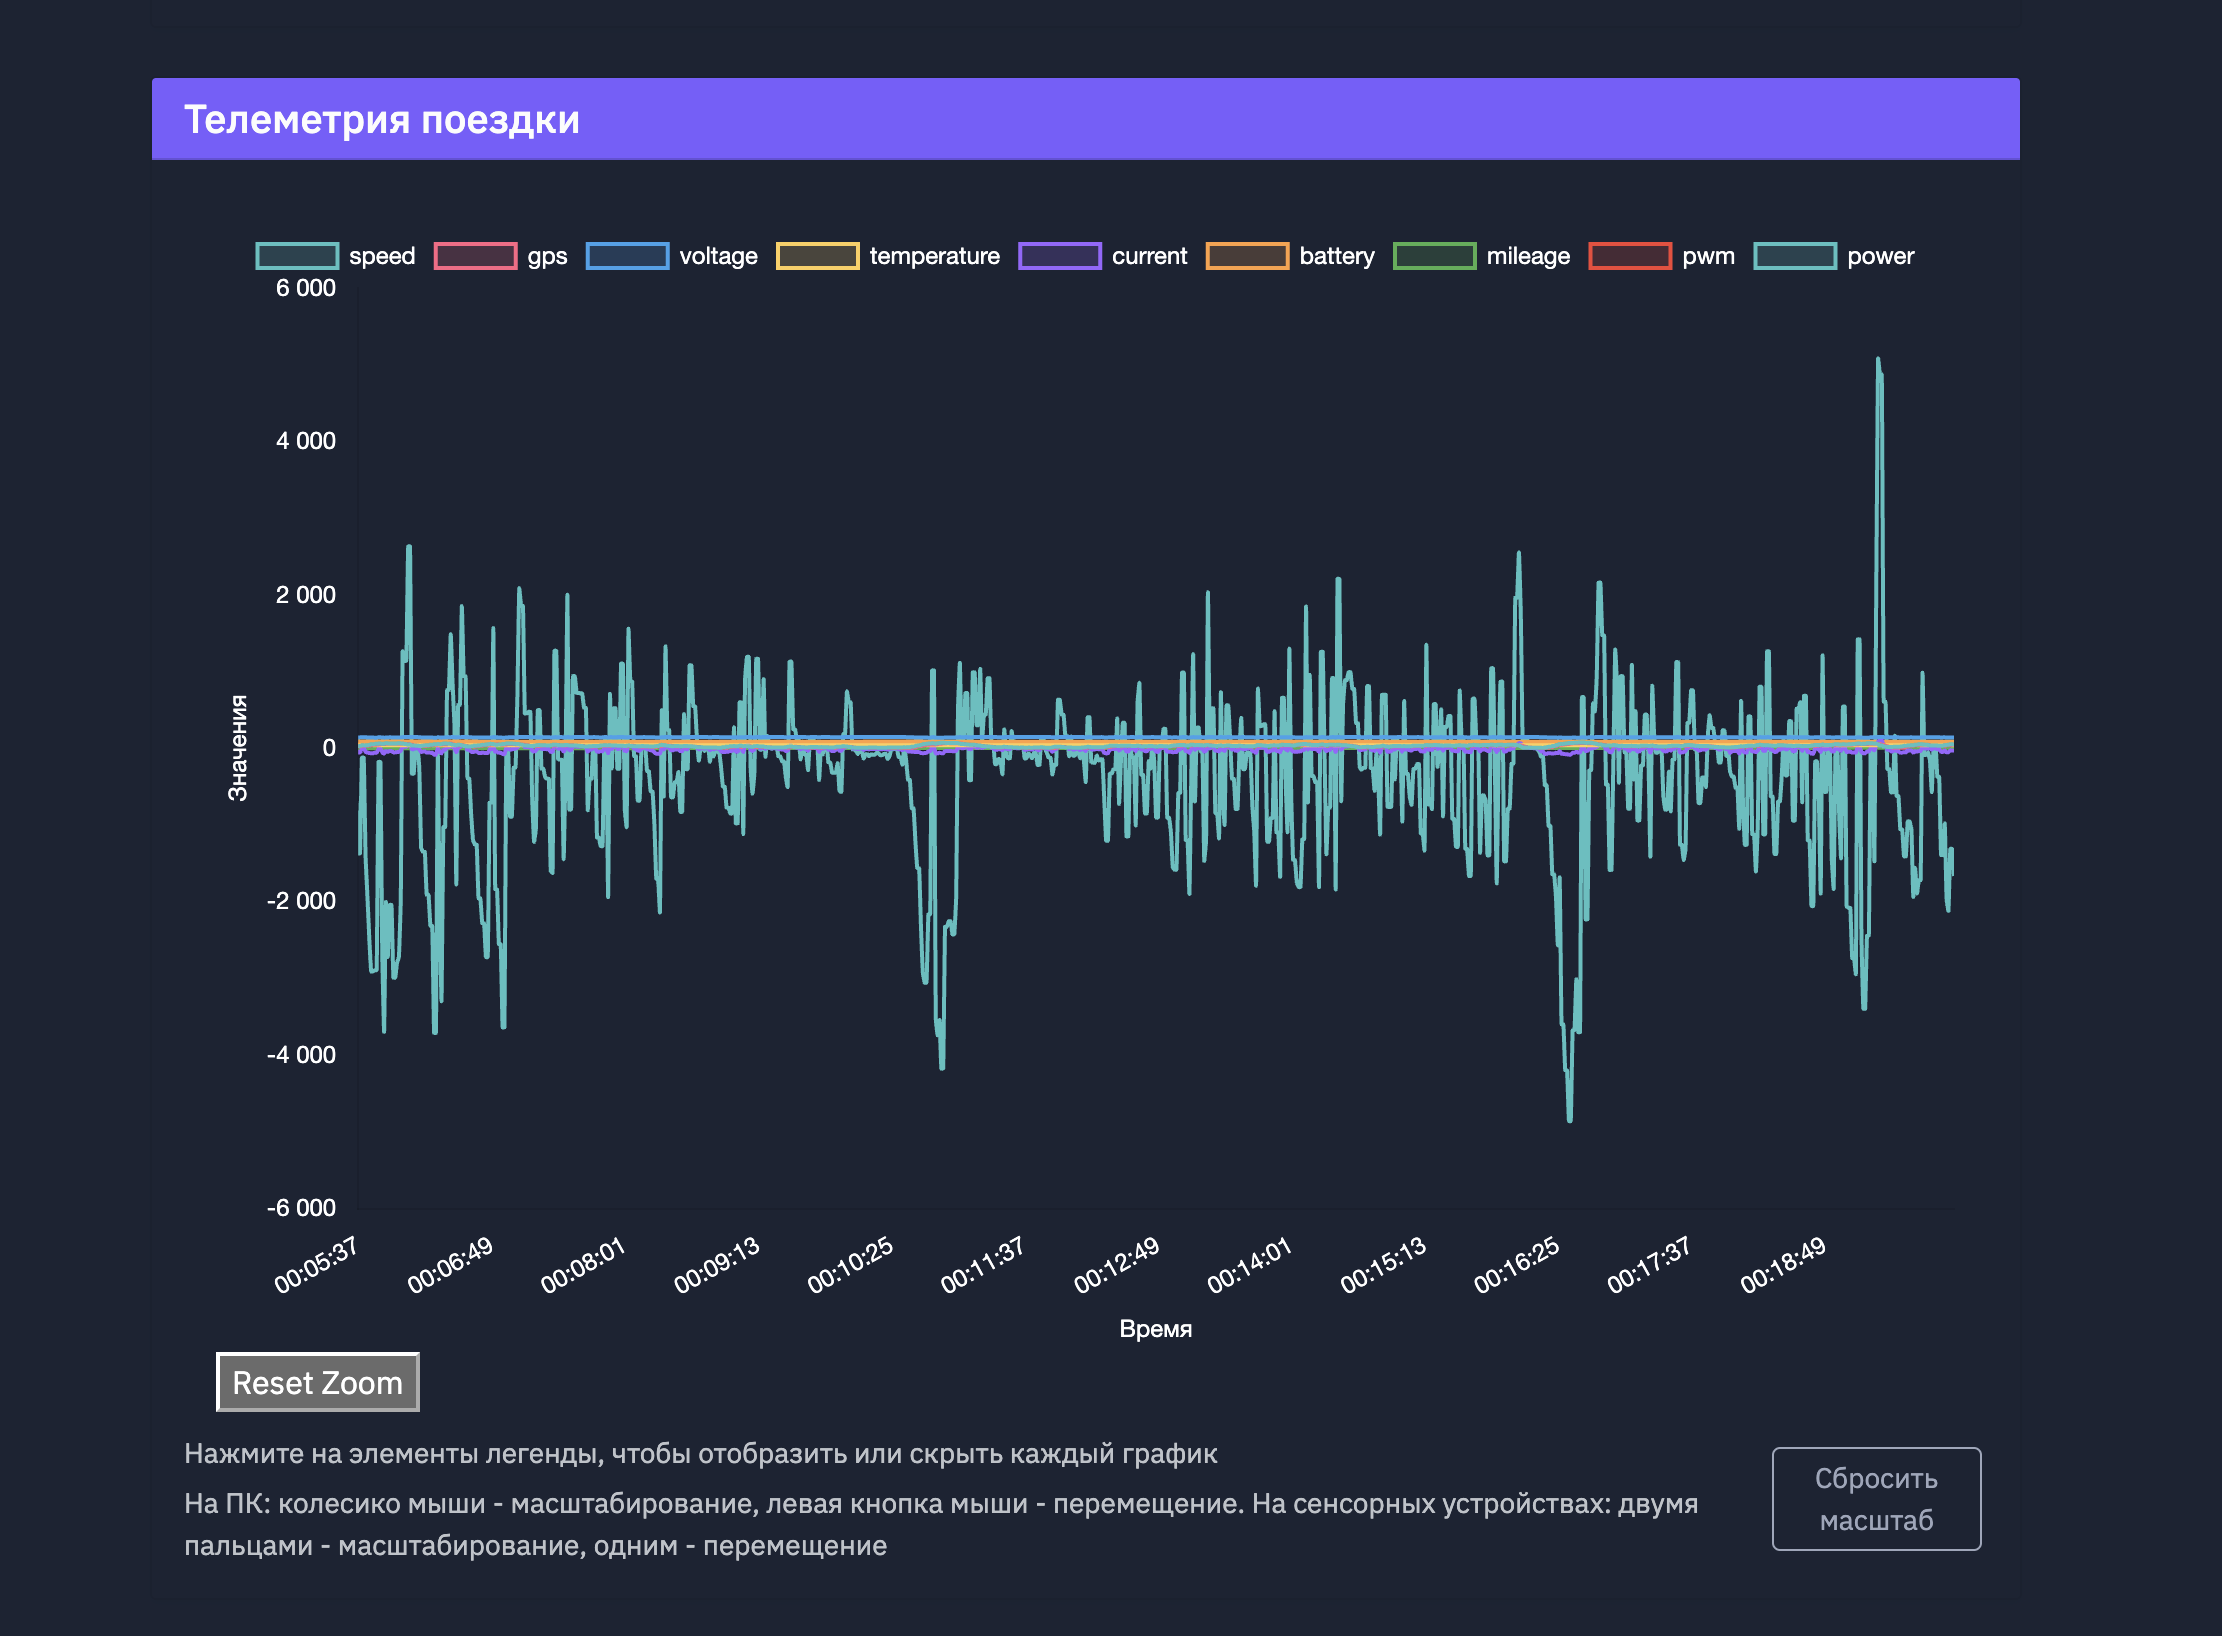 Телеметрия поездки
speed gps voltage temperature current battery mileage pwm power
6 000
4 000
2 000
0
-2 000
-4 000
-6 000
Значения
00:05:37 00:06:49 00:08:01 00:09:13 00:10:25 00:11:37 00:12:49 00:14:01 00:15:13 00:16:25 00:17:37 00:18:49
Время
Reset Zoom
Нажмите на элементы легенды, чтобы отобразить или скрыть каждый график
На ПК: колесико мыши - масштабирование, левая кнопка мыши - перемещение. На сенсорных устройствах: двумя
пальцами - масштабирование, одним - перемещение
Сбросить
масштаб